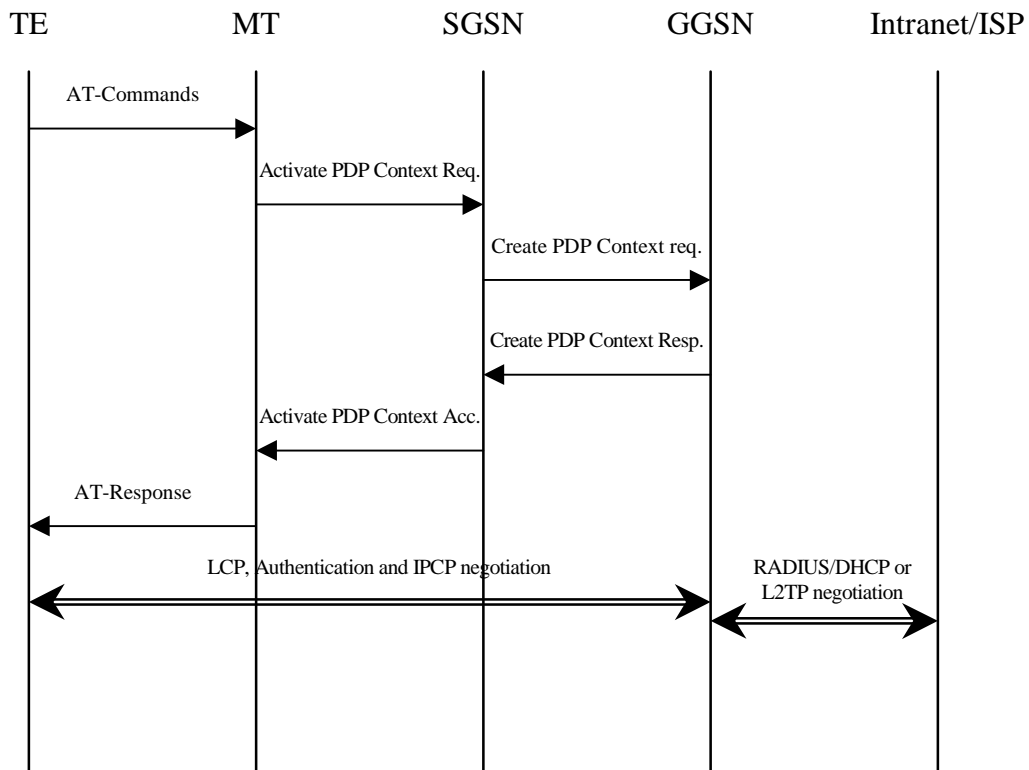 TE MT SGSN GGSN Intranet/ISP
AT-Commands
Activate PDP Context Req.
Create PDP Context req.
Create PDP Context Resp.
Activate PDP Context Acc.
AT-Response
LCP, Authentication and IPCP negotiation
RADIUS/DHCP or
L2TP negotiation